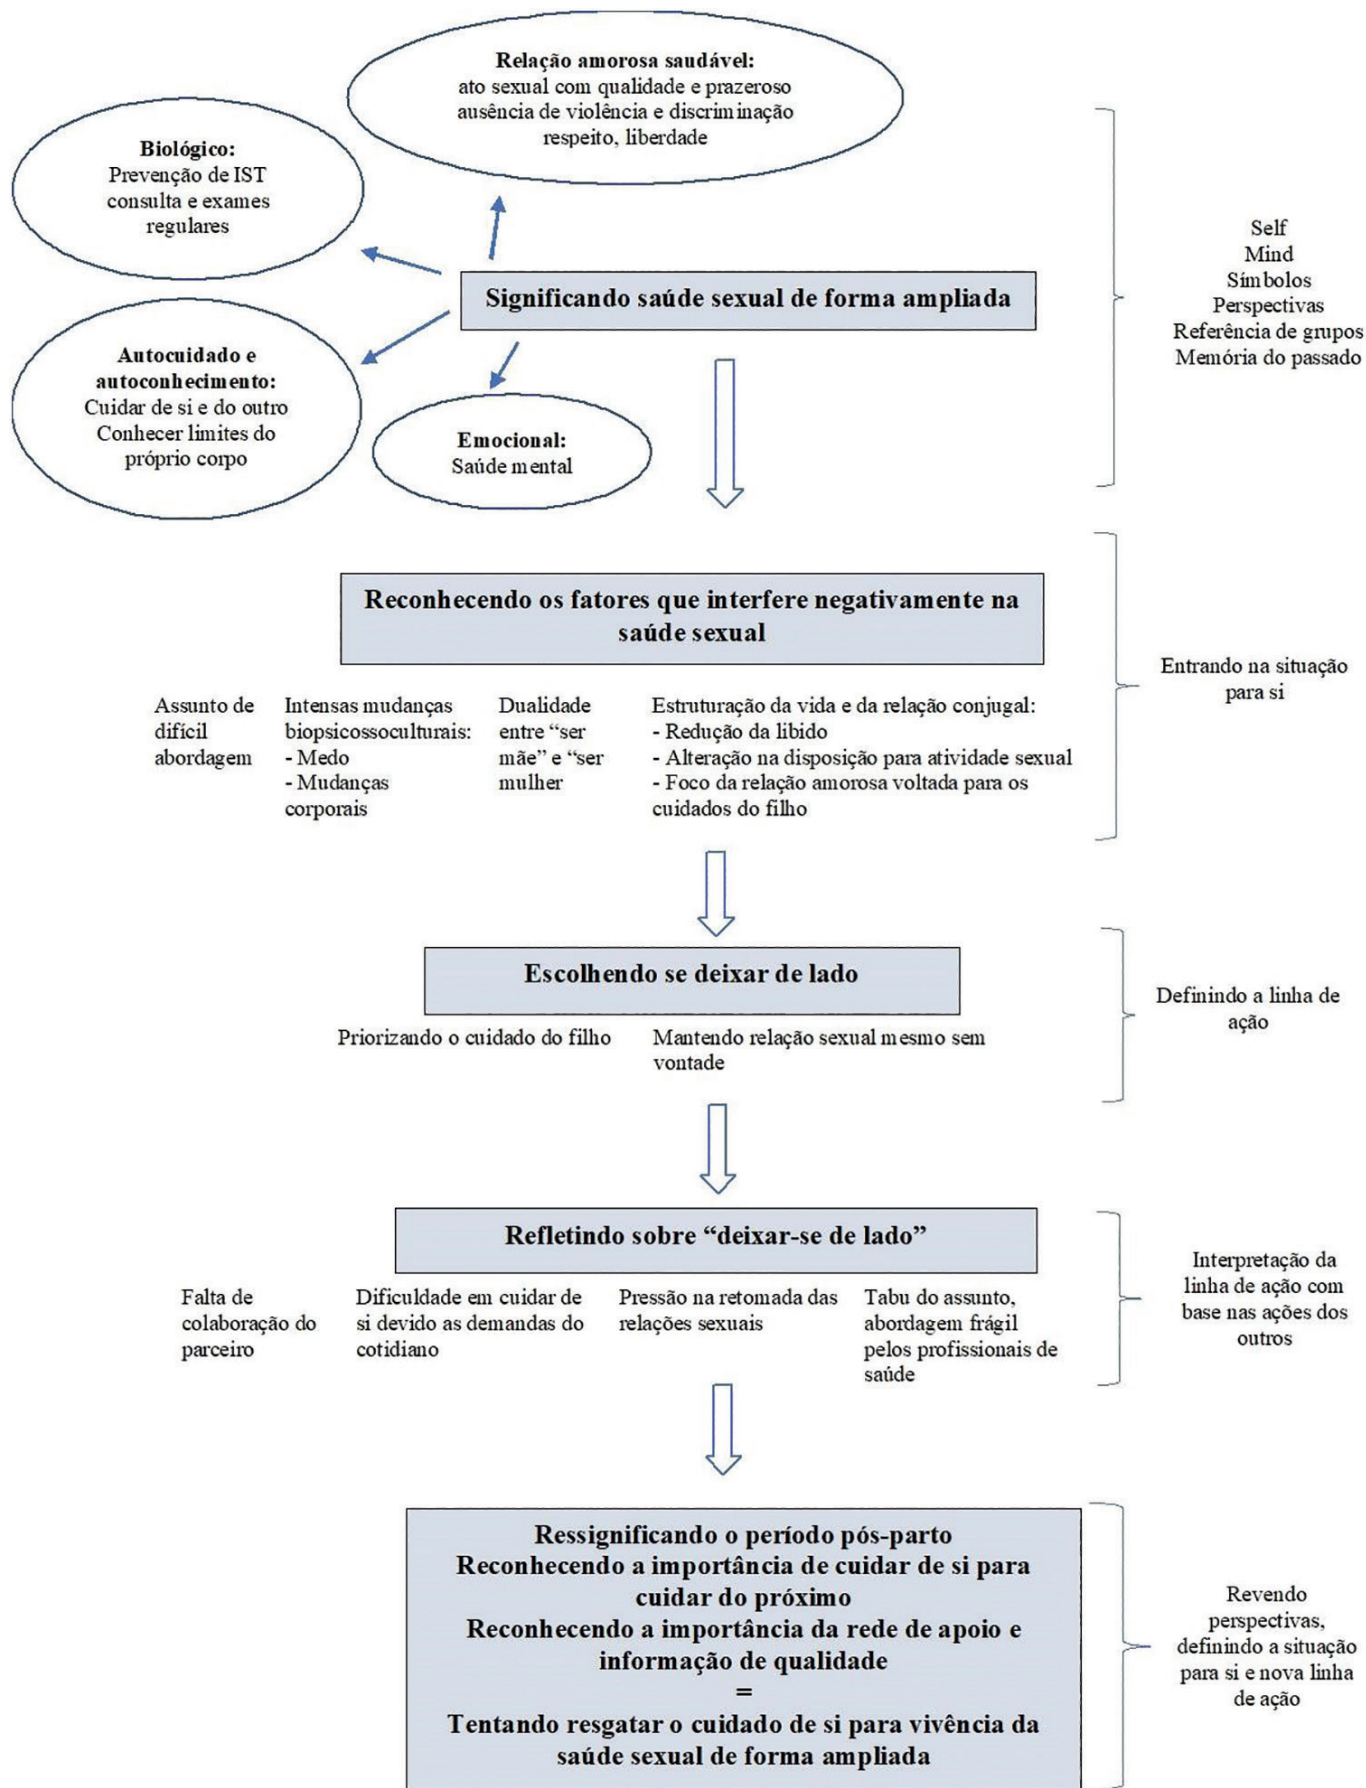 Relação amorosa saudável:
ato sexual com qualidade e prazeroso
ausência de violência e discriminação
respeito, liberdade
Biológico:
Prevenção de IST
consulta e exames
regulares
Significando saúde sexual de forma ampliada
Autocuidado e
autoconhecimento:
Cuidar de si e do outro
Conhecer limites do
próprio corpo
Emocional:
Saúde mental
Self
Mind
Símbolos
Perspectivas
Referência de grupos
Memória do passado
Reconhecendo os fatores que interfere negativamente na
saúde sexual
Assunto de
difícil
abordagem
Intensas mudanças
biopsicossoculturais:
- Medo
- Mudanças
corporais
Dualidade
entre “ser
mãe” e “ser
mulher
Estruturação da vida e da relação conjugal:
- Redução da libido
- Alteração na disposição para atividade sexual
- Foco da relação amorosa voltada para os
cuidados do filho
Entrando na situação
para si
Escolhendo se deixar de lado
Priorizando o cuidado do filho
Mantendo relação sexual mesmo sem
vontade
Definindo a linha de
ação
Refletindo sobre “deixar-se de lado”
Falta de
colaboração do
parceiro
Dificuldade em cuidar de
si devido as demandas do
cotidiano
Pressão na retomada das
relações sexuais
Tabu do assunto,
abordagem frágil
pelos profissionais de
saúde
Interpretação da
linha de ação com
base nas ações dos
outros
Ressignificando o período pós-parto
Reconhecendo a importância de cuidar de si para
cuidar do próximo
Reconhecendo a importância da rede de apoio e
informação de qualidade
=
Tentando resgatar o cuidado de si para vivência da
saúde sexual de forma ampliada
Revendo
perspectivas,
definindo a situação
para si e nova linha
de ação